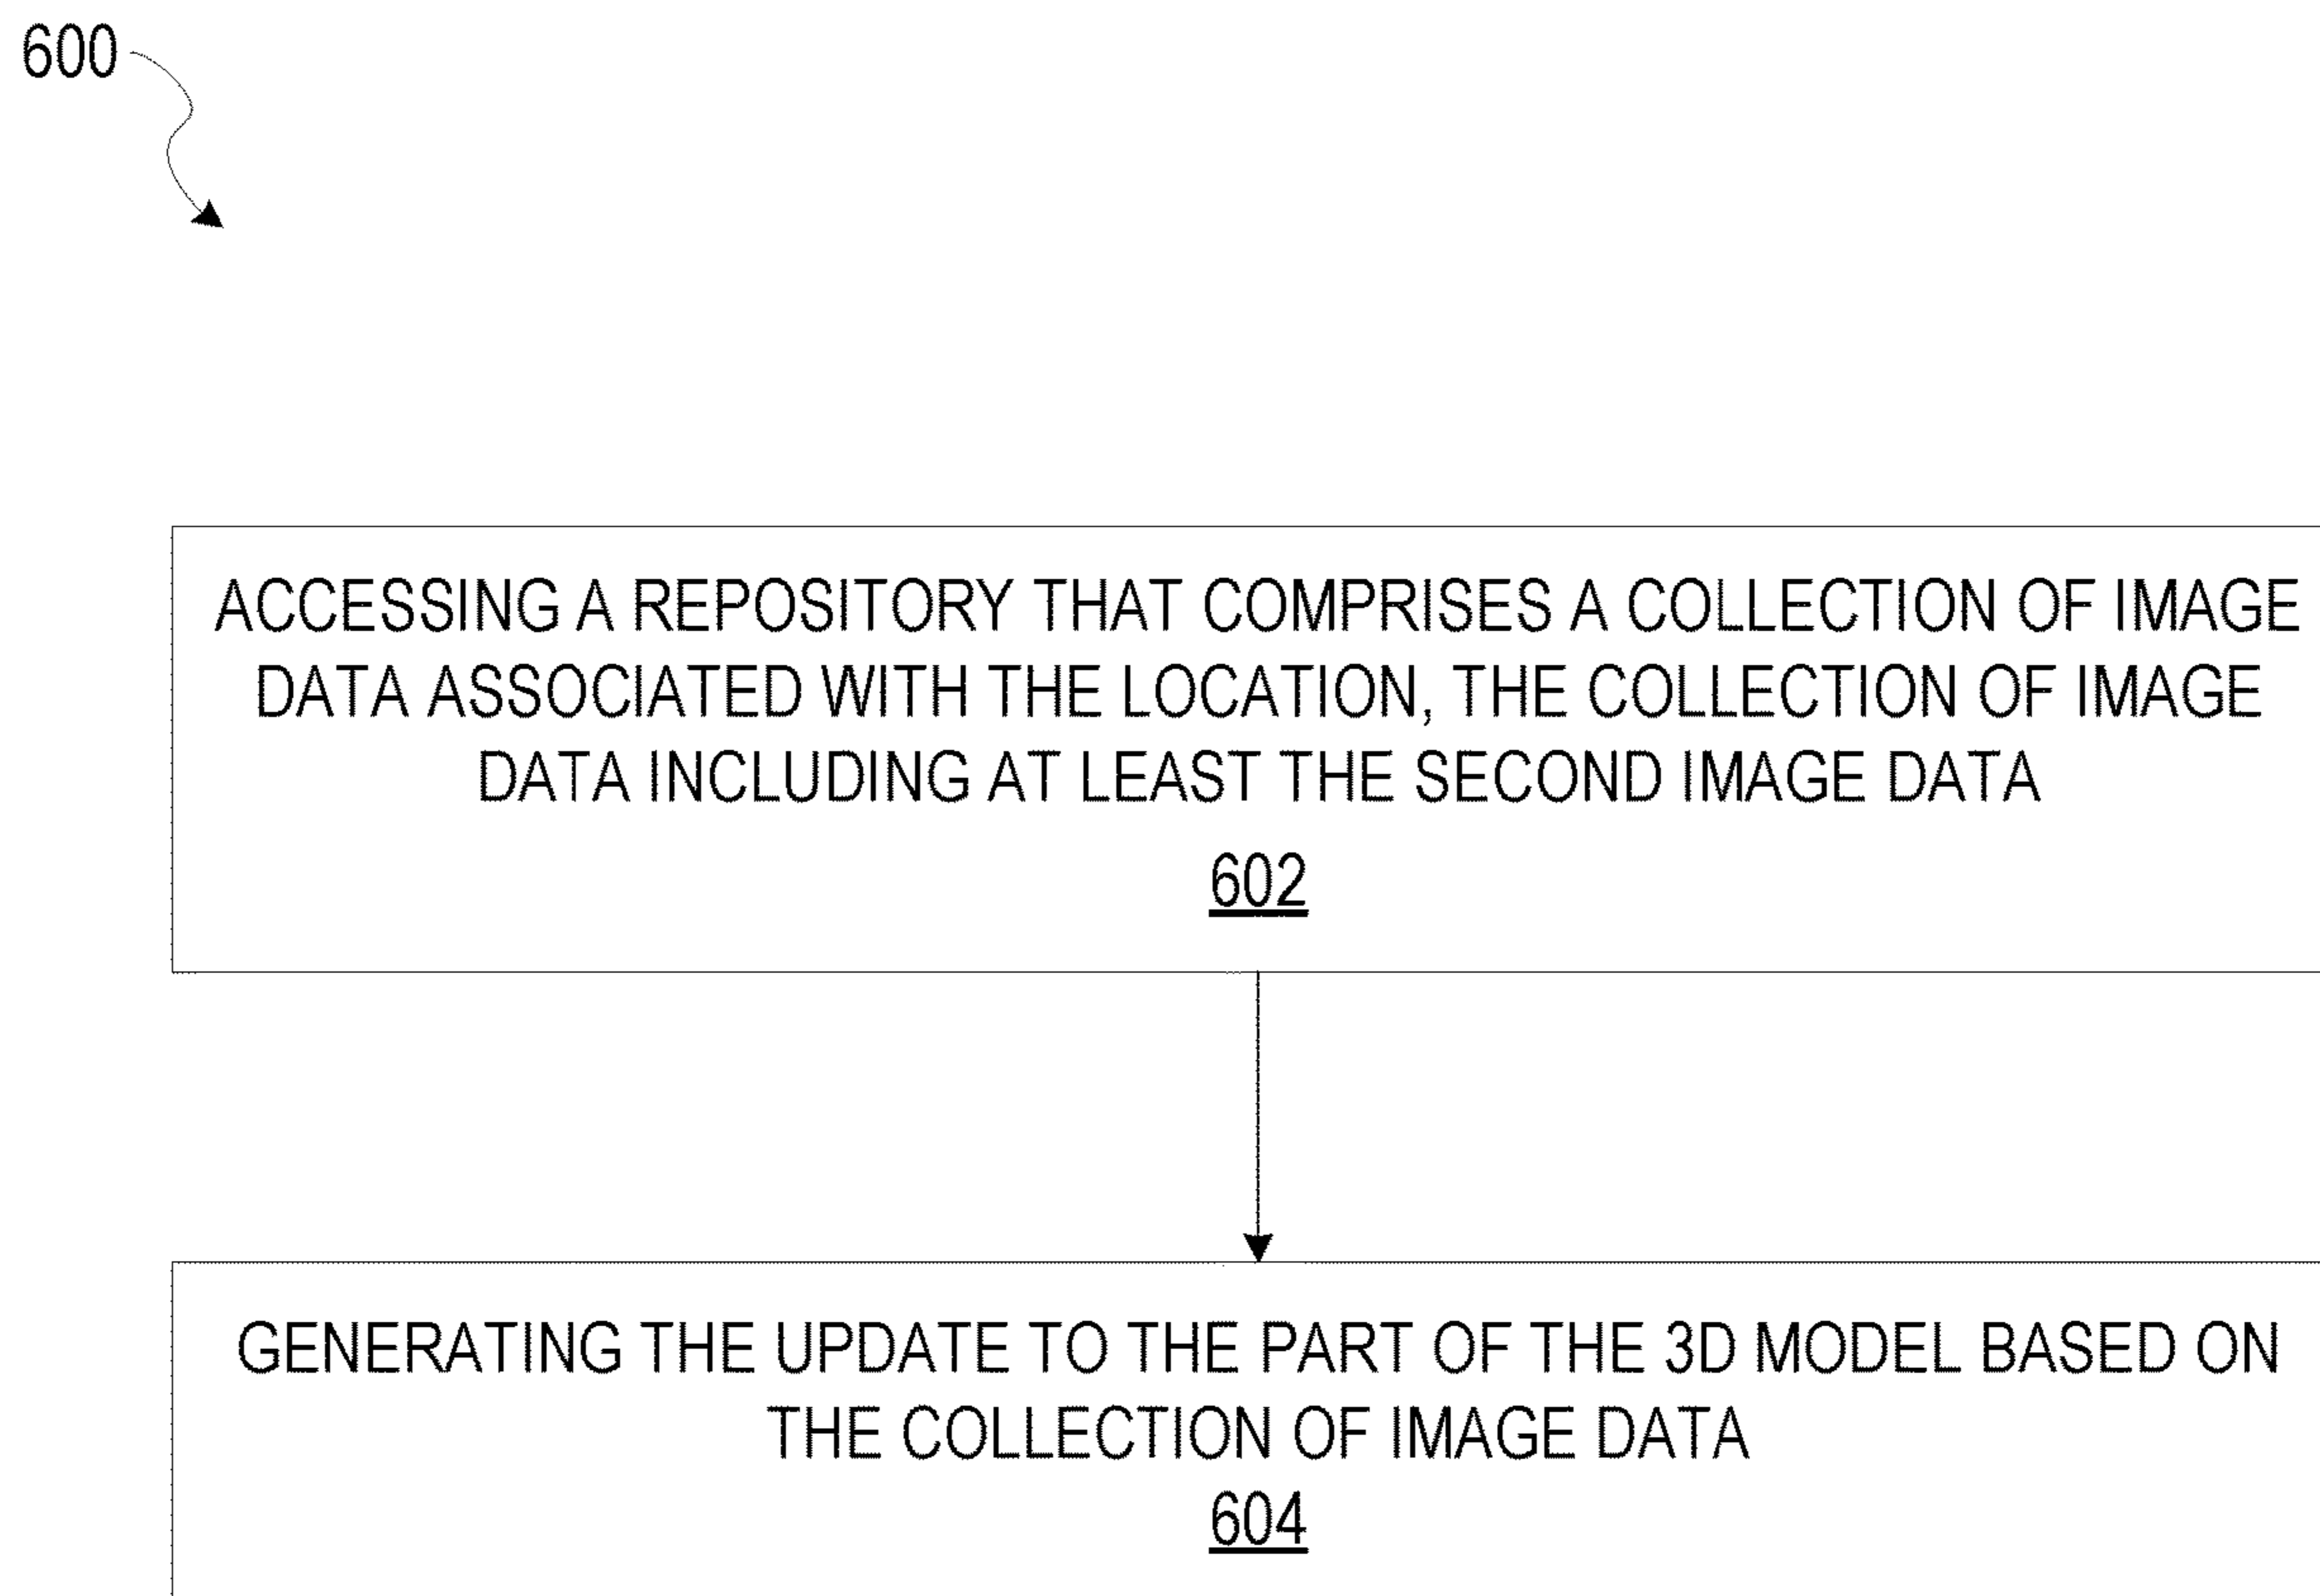 600
ACCESSING A REPOSITORY THAT COMPRISES A COLLECTION OF IMAGE
DATA ASSOCIATED WITH THE LOCATION, THE COLLECTION OF IMAGE
DATA INCLUDING AT LEAST THE SECOND IMAGE DATA
602
GENERATING THE UPDATE TO THE PART OF THE 3D MODEL BASED ON
THE COLLECTION OF IMAGE DATA
604